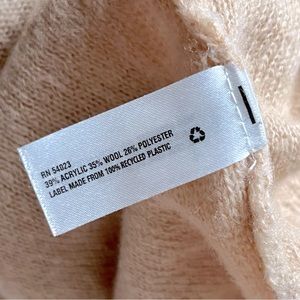 RN 54023
39% ACRYLIC 35% WOOL 26% POLYESTER
LABEL MADE FROM 100% RECYCLED PLASTIC